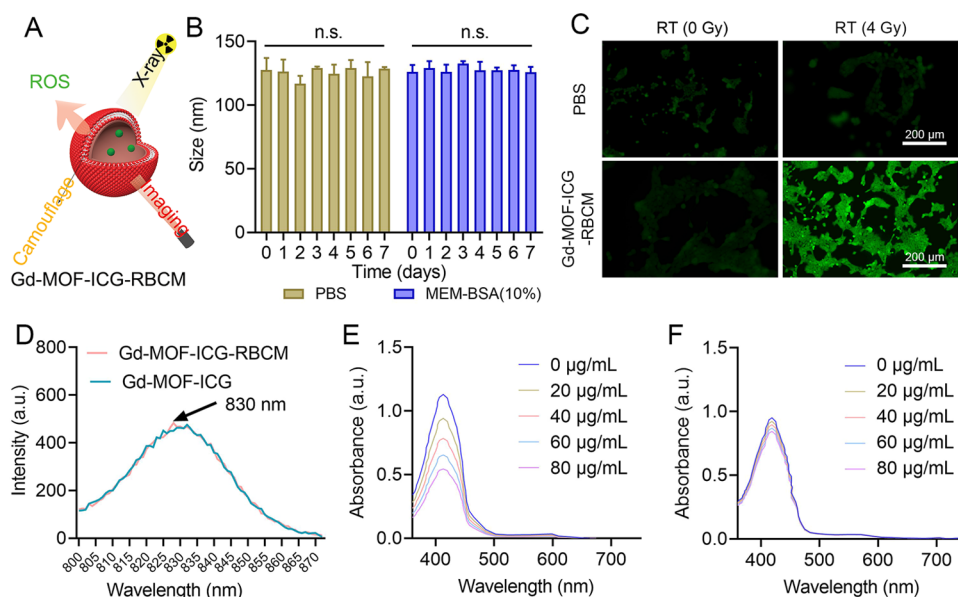 A
X-ray
ROS
Camouflage
Imaging
Gd-MOF-ICG-RBCM
B
n.s.
n.s.
150
100
50
0
Size (nm)
0 1 2 3 4 5 6 7
0 1 2 3 4 5 6 7
Time (days)
PBS
MEM-BSA(10%)
C
RT (0 Gy)
RT (4 Gy)
PBS
200 µm
Gd-MOF-ICG
-RBCM
200 µm
D
800
600
400
200
0
Intensity (a.u.)
Gd-MOF-ICG-RBCM
Gd-MOF-ICG
830 nm
800 805 810 815 820 825 830 835 840 845 850 855 860 865 870
Wavelength (nm)
E
1.5
1.0
0.5
0.0
Absorbance (a.u.)
0 µg/mL
20 µg/mL
40 µg/mL
60 µg/mL
80 µg/mL
400 500 600 700
Wavelength (nm)
F
1.5
1.0
0.5
0.0
Absorbance (a.u.)
0 µg/mL
20 µg/mL
40 µg/mL
60 µg/mL
80 µg/mL
400 500 600 700
Wavelength (nm)